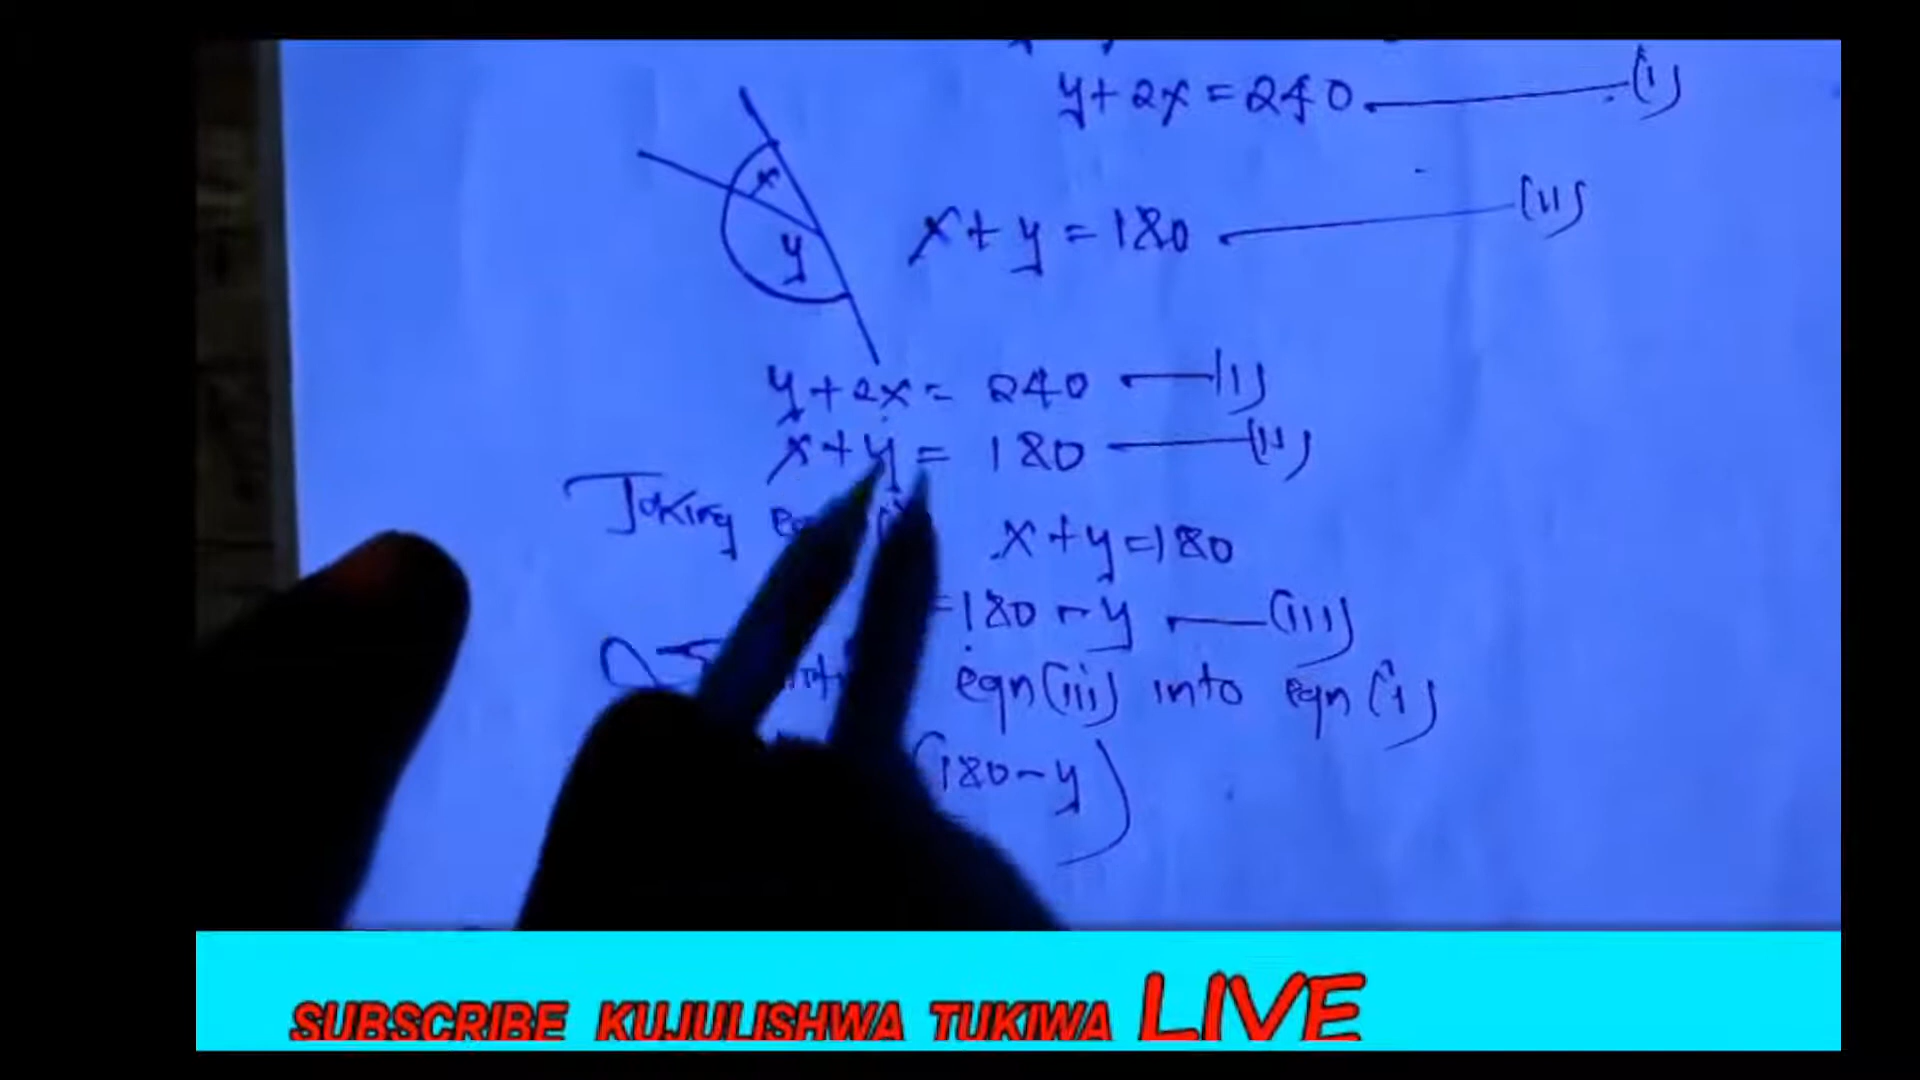 y+2x=240 (i)
x
y
x+y=180 (ii)
y+2x= 240 (i)
x+y= 180 (ii)
Taking x+y=180
=180-y (iii)
eqn(iii) into eqn(i)
(180-y)
SUBSCRIBE KUJULISHWA TUKIWA LIVE